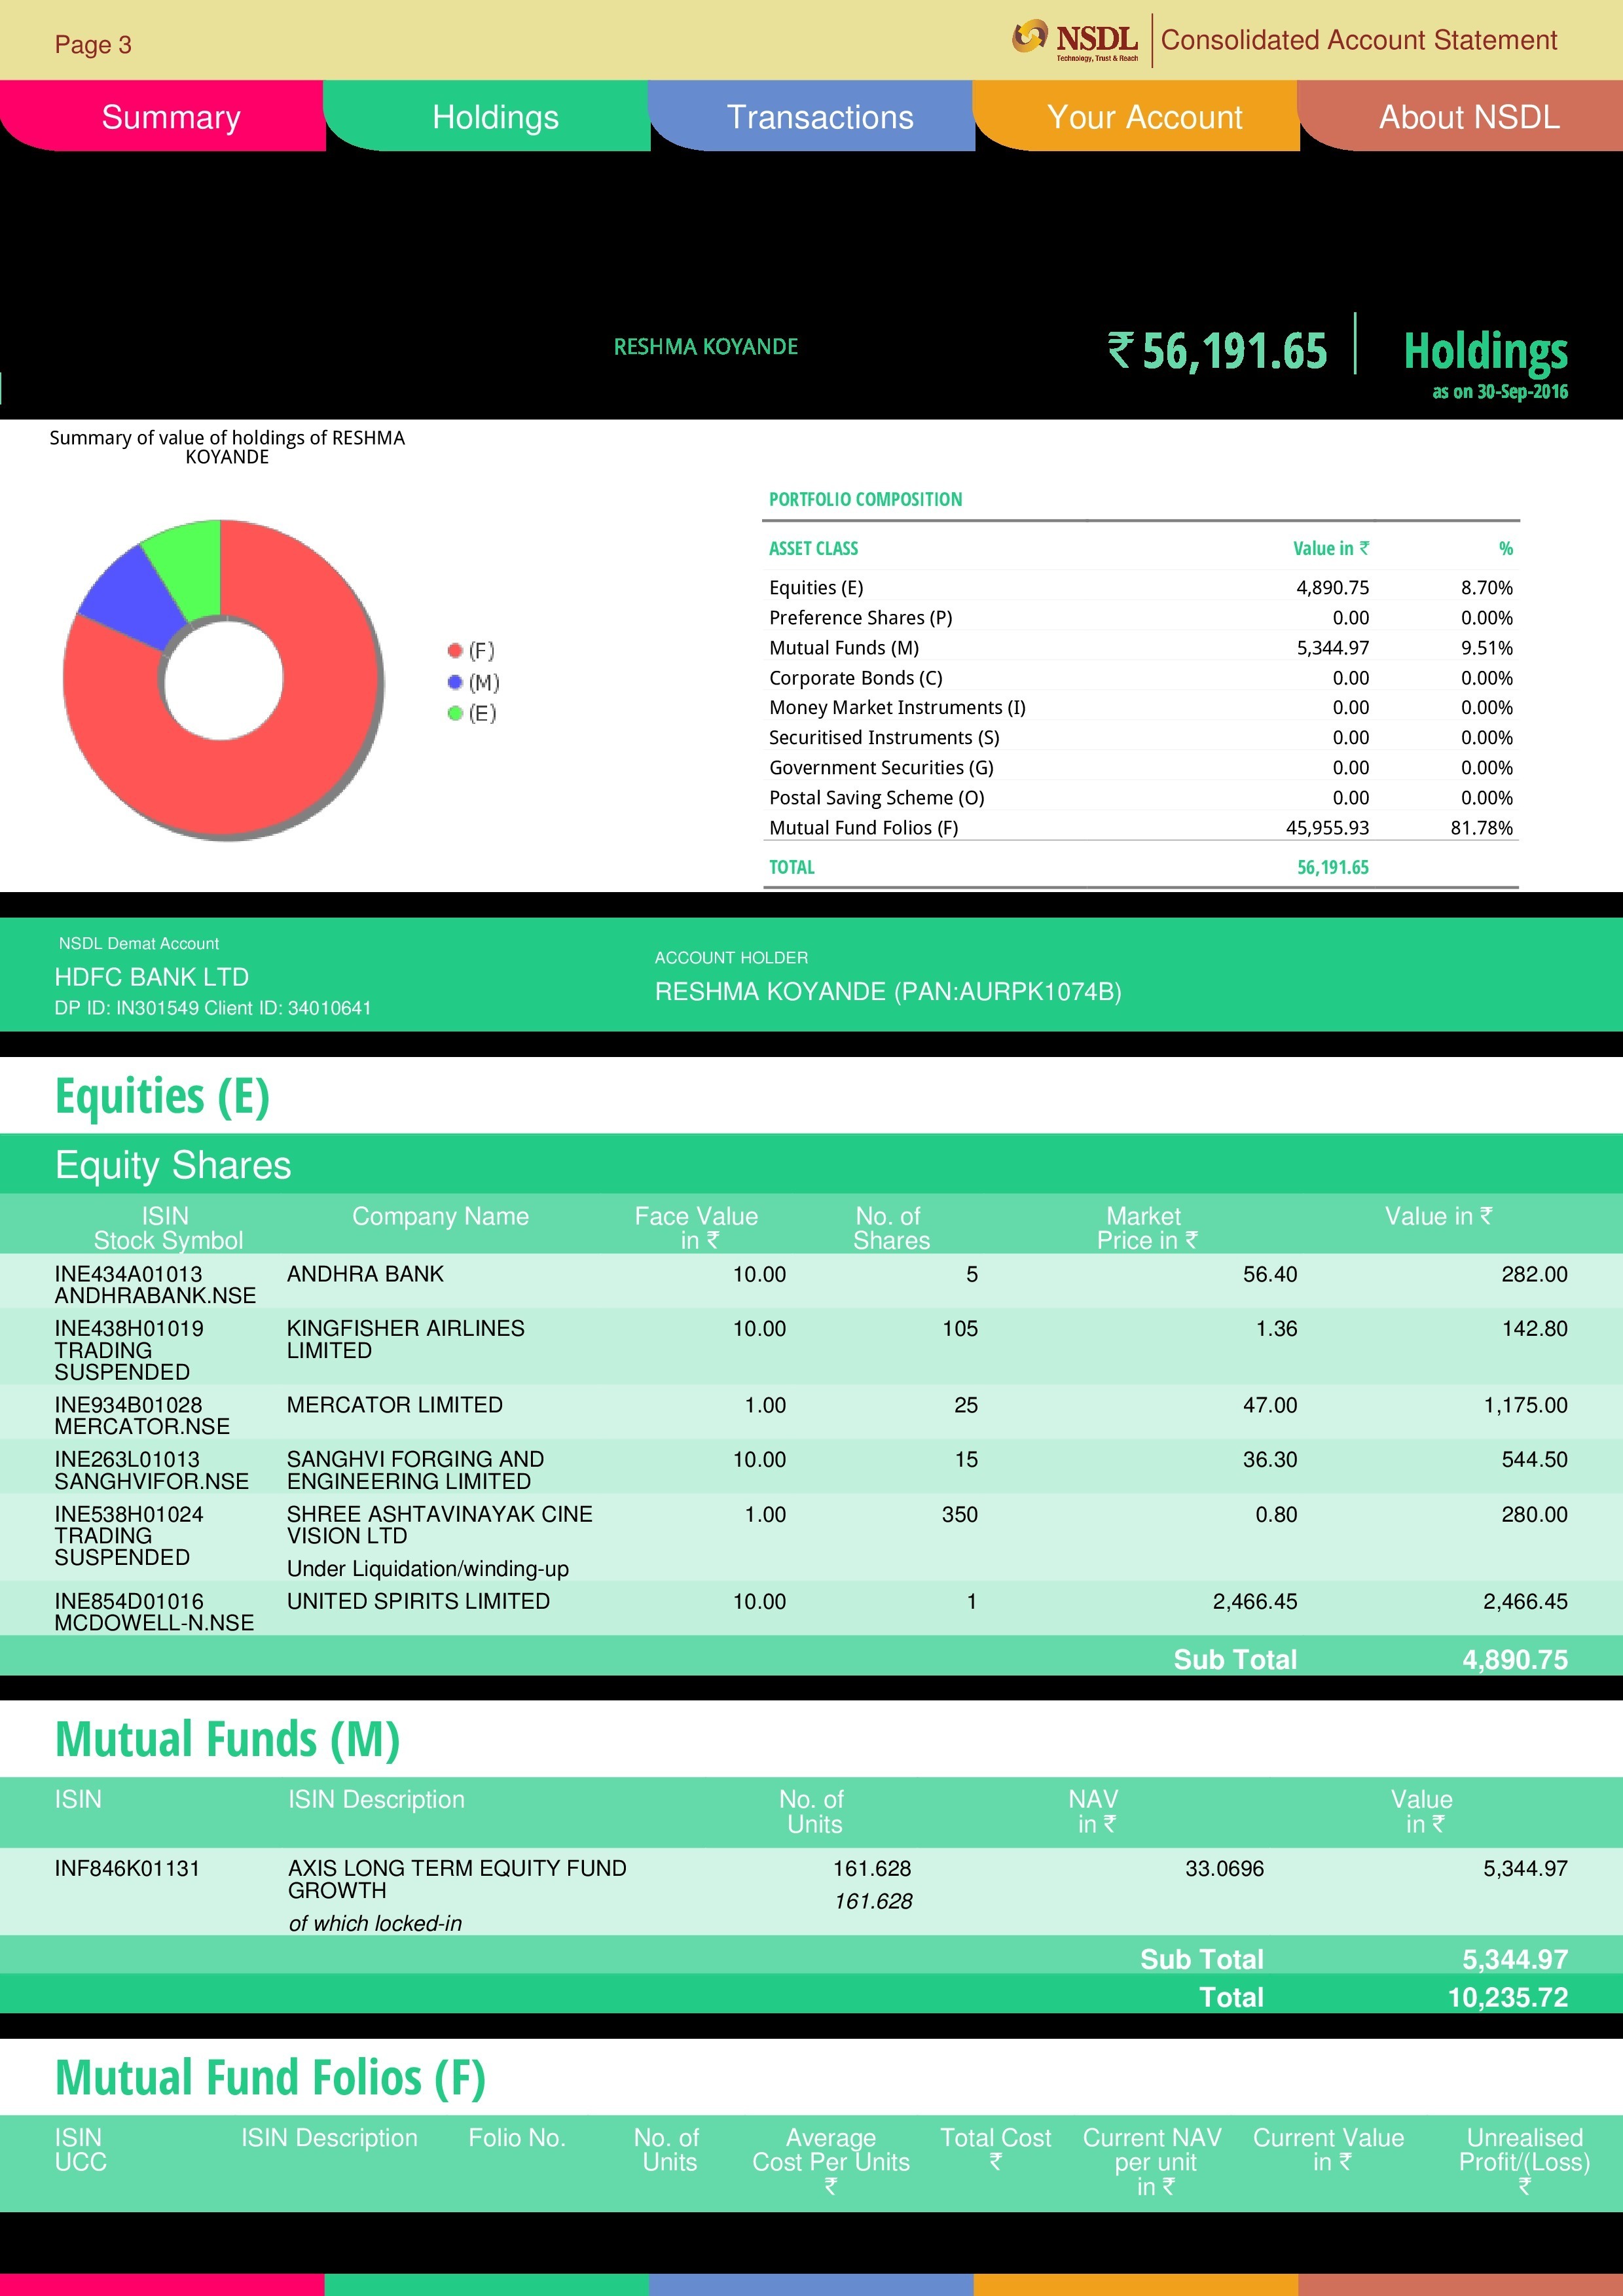 Page 3
NSDL
Technology, Trust & Reach
Consolidated Account Statement
Summary Holdings Transactions Your Account About NSDL
RESHMA KOYANDE ₹ 56,191.65 Holdings
as on 30-Sep-2016
Summary of value of holdings of RESHMA
KOYANDE
(F)
(M)
(E)
PORTFOLIO COMPOSITION
ASSET CLASS Value in ₹ %
Equities (E) 4,890.75 8.70%
Preference Shares (P) 0.00 0.00%
Mutual Funds (M) 5,344.97 9.51%
Corporate Bonds (C) 0.00 0.00%
Money Market Instruments (I) 0.00 0.00%
Securitised Instruments (S) 0.00 0.00%
Government Securities (G) 0.00 0.00%
Postal Saving Scheme (O) 0.00 0.00%
Mutual Fund Folios (F) 45,955.93 81.78%
TOTAL 56,191.65
NSDL Demat Account
HDFC BANK LTD
DP ID: IN301549 Client ID: 34010641
ACCOUNT HOLDER
RESHMA KOYANDE (PAN:AURPK1074B)
Equities (E)
Equity Shares
ISIN Company Name Face Value No. of Market Value in ₹
Stock Symbol in ₹ Shares Price in ₹
INE434A01013 ANDHRA BANK 10.00 5 56.40 282.00
ANDHRABANK.NSE
INE438H01019 KINGFISHER AIRLINES 10.00 105 1.36 142.80
TRADING LIMITED
SUSPENDED
INE934B01028 MERCATOR LIMITED 1.00 25 47.00 1,175.00
MERCATOR.NSE
INE263L01013 SANGHVI FORGING AND 10.00 15 36.30 544.50
SANGHVIFOR.NSE ENGINEERING LIMITED
INE538H01024 SHREE ASHTAVINAYAK CINE 1.00 350 0.80 280.00
TRADING VISION LTD
SUSPENDED
Under Liquidation/winding-up
INE854D01016 UNITED SPIRITS LIMITED 10.00 1 2,466.45 2,466.45
MCDOWELL-N.NSE
Sub Total 4,890.75
Mutual Funds (M)
ISIN ISIN Description No. of NAV Value
Units in ₹ in ₹
INF846K01131 AXIS LONG TERM EQUITY FUND 161.628 33.0696 5,344.97
GROWTH 161.628
of which locked-in
Sub Total 5,344.97
Total 10,235.72
Mutual Fund Folios (F)
ISIN ISIN Description Folio No. No. of Average Total Cost Current NAV Current Value Unrealised
UCC Units Cost Per Units ₹ per unit in ₹ Profit/(Loss)
₹ in ₹ ₹